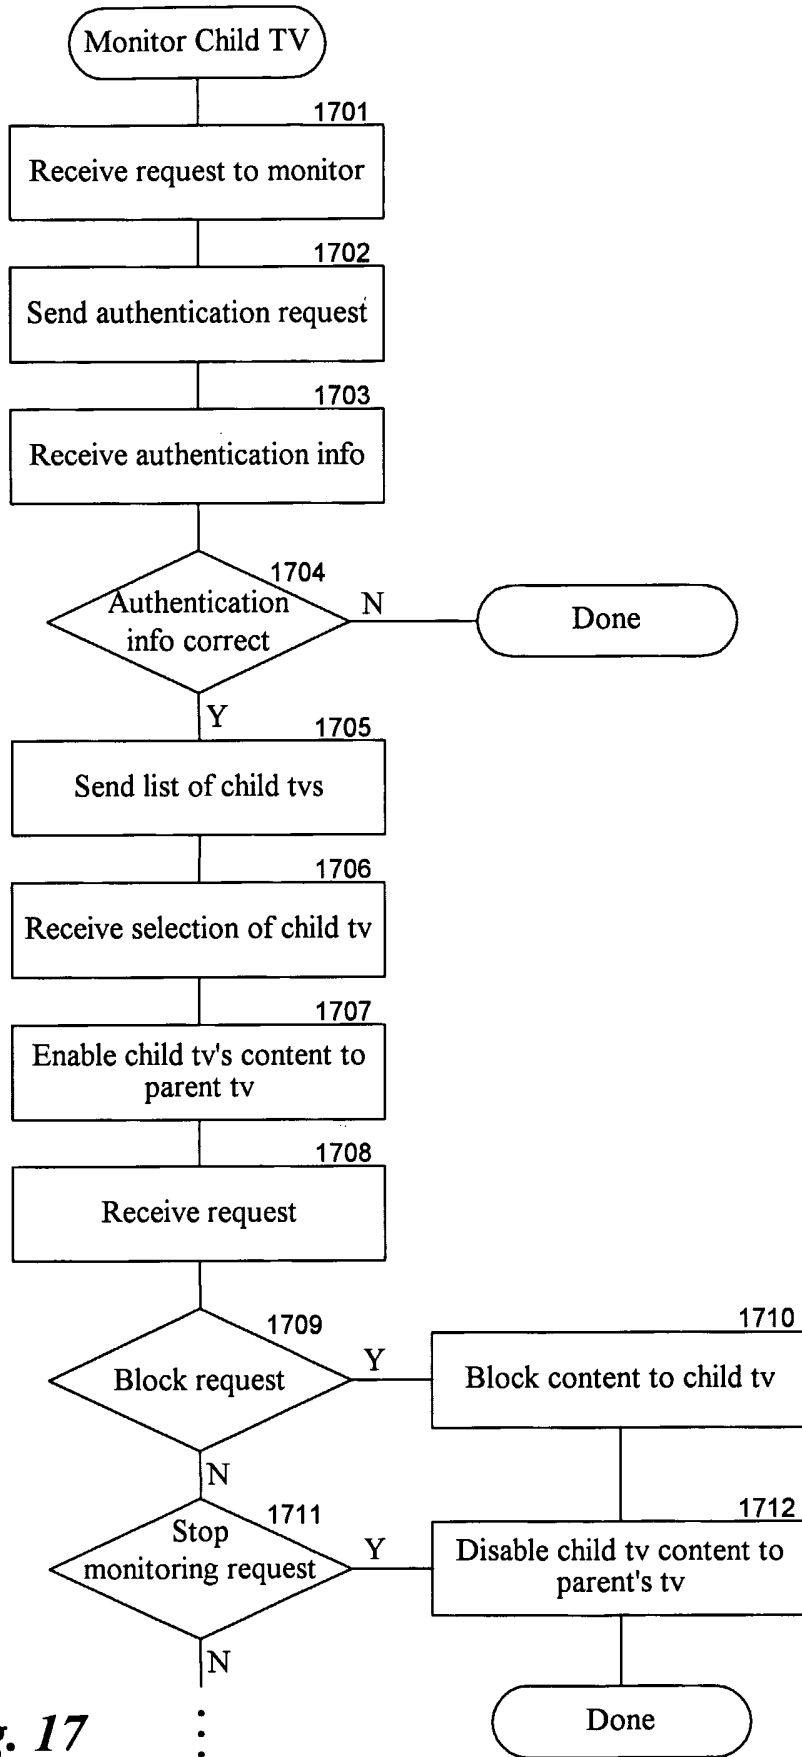 Monitor Child TV
1701
Receive request to monitor
1702
Send authentication request
1703
Receive authentication info
1704
Authentication
info correct
N
Done
Y
1705
Send list of child tvs
1706
Receive selection of child tv
1707
Enable child tv's content to
parent tv
1708
Receive request
1709
Block request
Y
1710
Block content to child tv
N
1711
Stop
monitoring request
Y
1712
Disable child tv content to
parent's tv
N
Done
17